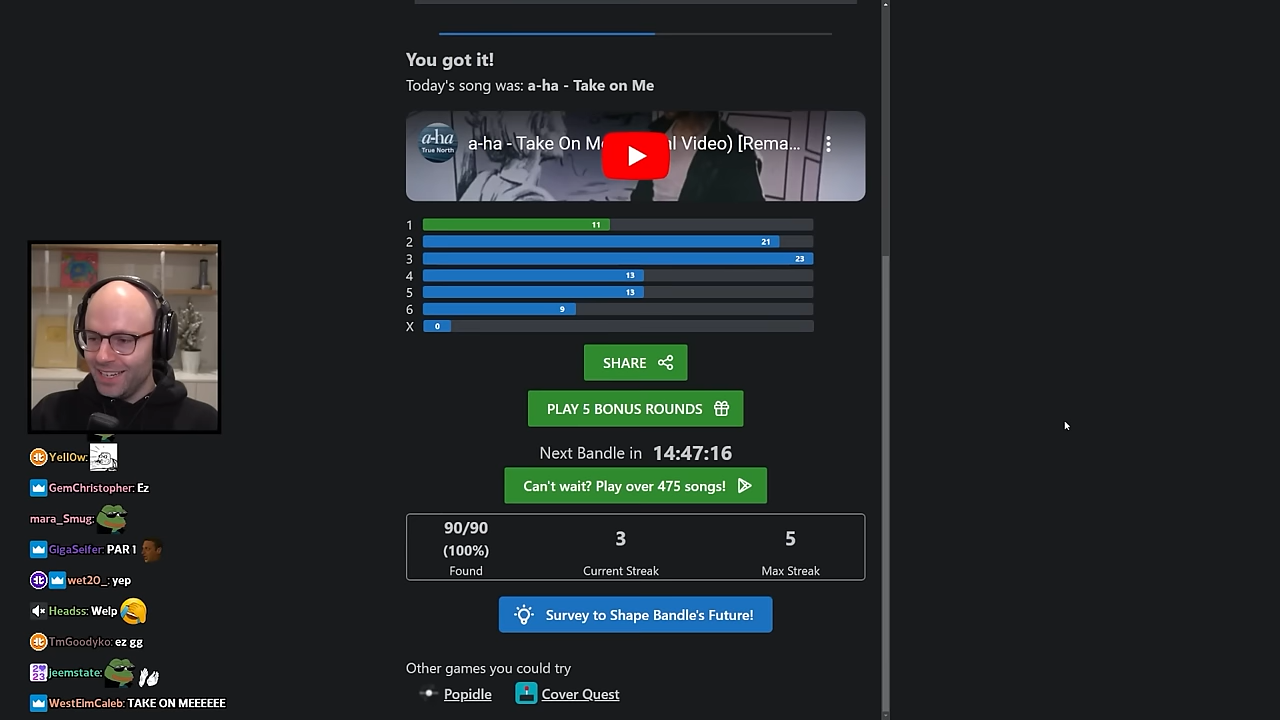 You got it!
Today's song was: a-ha - Take on Me
a-ha
True North
a-ha - Take On M l Video) [Rema...
1 11
2 21
3 23
4 13
5 13
6 9
X 0
SHARE
PLAY 5 BONUS ROUNDS
Next Bandle in 14:47:16
Can't wait? Play over 475 songs!
90/90 3 5
(100%)
Found Current Streak Max Streak
Survey to Shape Bandle's Future!
Other games you could try
Popidle Cover Quest
Yell0w:
GemChristopher: Ez
mara_Smug:
GigaSeifer: PAR 1
wet20_: yep
Headss: Welp
TmGoodyko: ez gg
jeemstate:
WestElmCaleb: TAKE ON MEEEEEE